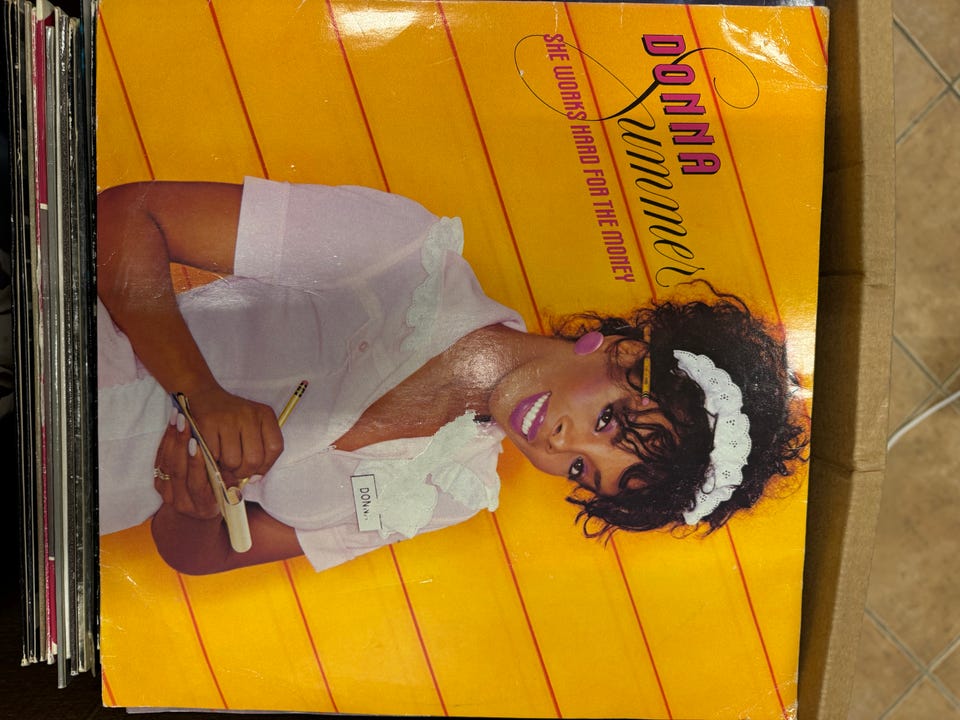 DONNA
Summer
SHE WORKS HARD FOR THE MONEY
DONNA